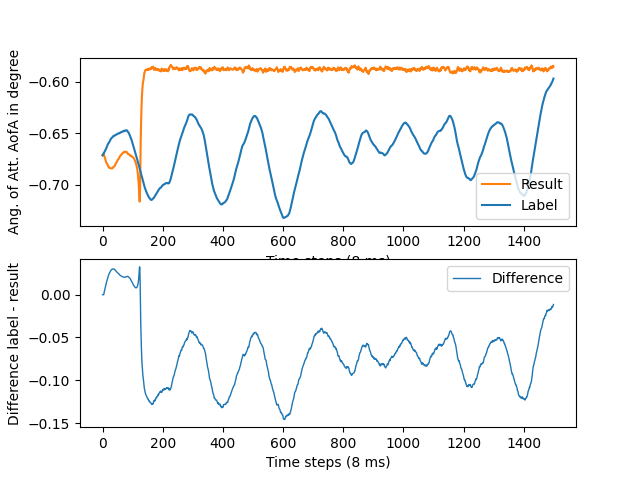 Ang. of Att. AofA in degree
−0.60
−0.65
−0.70
Result
Label
0 200 400 600 800 1000 1200 1400
Time steps (8 ms)
Difference label - result
0.00
−0.05
−0.10
−0.15
Difference
0 200 400 600 800 1000 1200 1400
Time steps (8 ms)